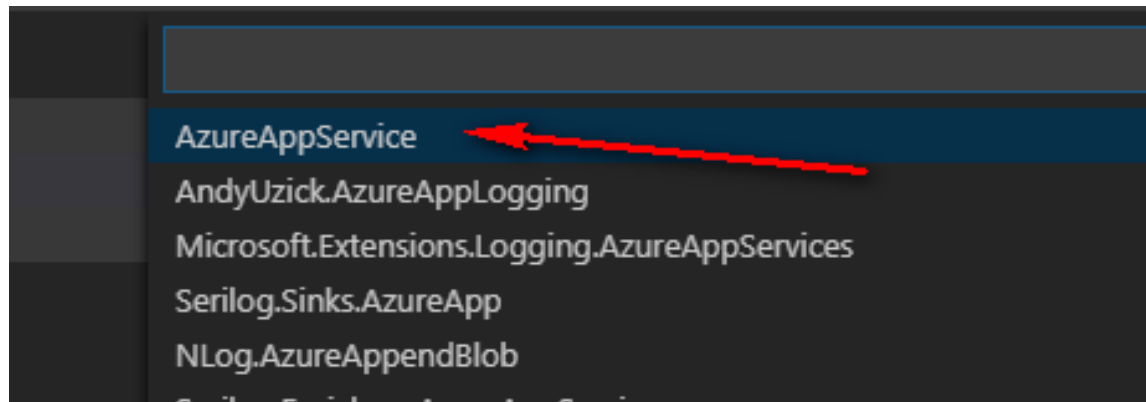 AzureAppService
AndyUzick.AzureAppLogging
Microsoft.Extensions.Logging.AzureAppServices
Serilog.Sinks.AzureApp
NLog.AzureAppendBlob